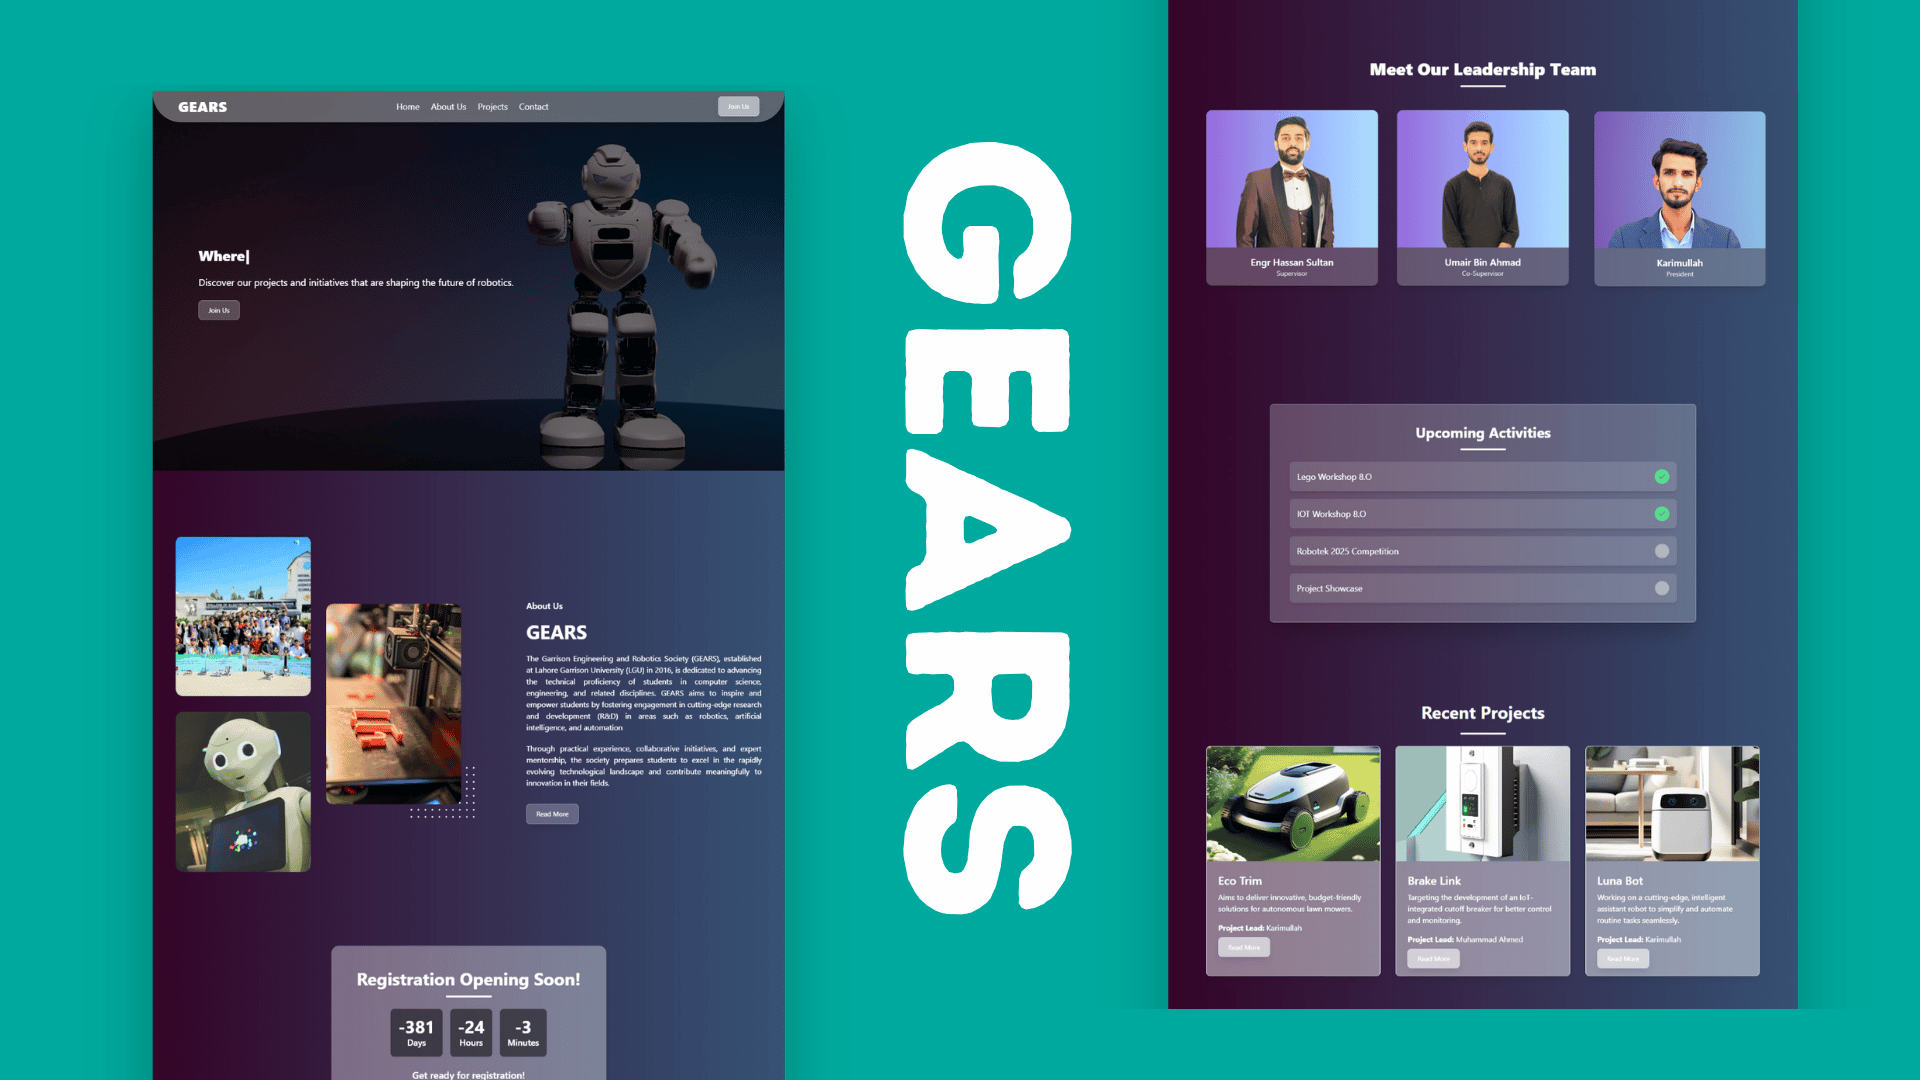 GEARS
Home About Us Projects Contact
Join Us
Where|
Discover our projects and initiatives that are shaping the future of robotics.
Join Us
About Us
GEARS
The Garrison Engineering and Robotics Society (GEARS), established
at Lahore Garrison University (LGU) in 2016, is dedicated to advancing
the technical proficiency of students in computer science,
engineering, and related disciplines. GEARS aims to inspire and
empower students by fostering engagement in cutting-edge research
and development (R&D) in areas such as robotics, artificial
intelligence, and automation
Through practical experience, collaborative initiatives, and expert
mentorship, the society prepares students to excel in the rapidly
evolving technological landscape and contribute meaningfully to
innovation in their fields.
Read More
Registration Opening Soon!
-381 -24 -3
Days Hours Minutes
Get ready for registration!
GEARS
Meet Our Leadership Team
Engr Hassan Sultan
Supervisor
Umair Bin Ahmad
Co-Supervisor
Karimullah
President
Upcoming Activities
Lego Workshop 8.O
IOT Workshop 8.O
Robotek 2025 Competition
Project Showcase
Recent Projects
Eco Trim
Aims to deliver innovative, budget-friendly
solutions for autonomous lawn mowers.
Project Lead: Karimullah
Read More
Brake Link
Targeting the development of an IoT-
integrated cutoff breaker for better control
and monitoring.
Project Lead: Muhammad Ahmed
Read More
Luna Bot
Working on a cutting-edge, intelligent
assistant robot to simplify and automate
routine tasks seamlessly.
Project Lead: Karimullah
Read More